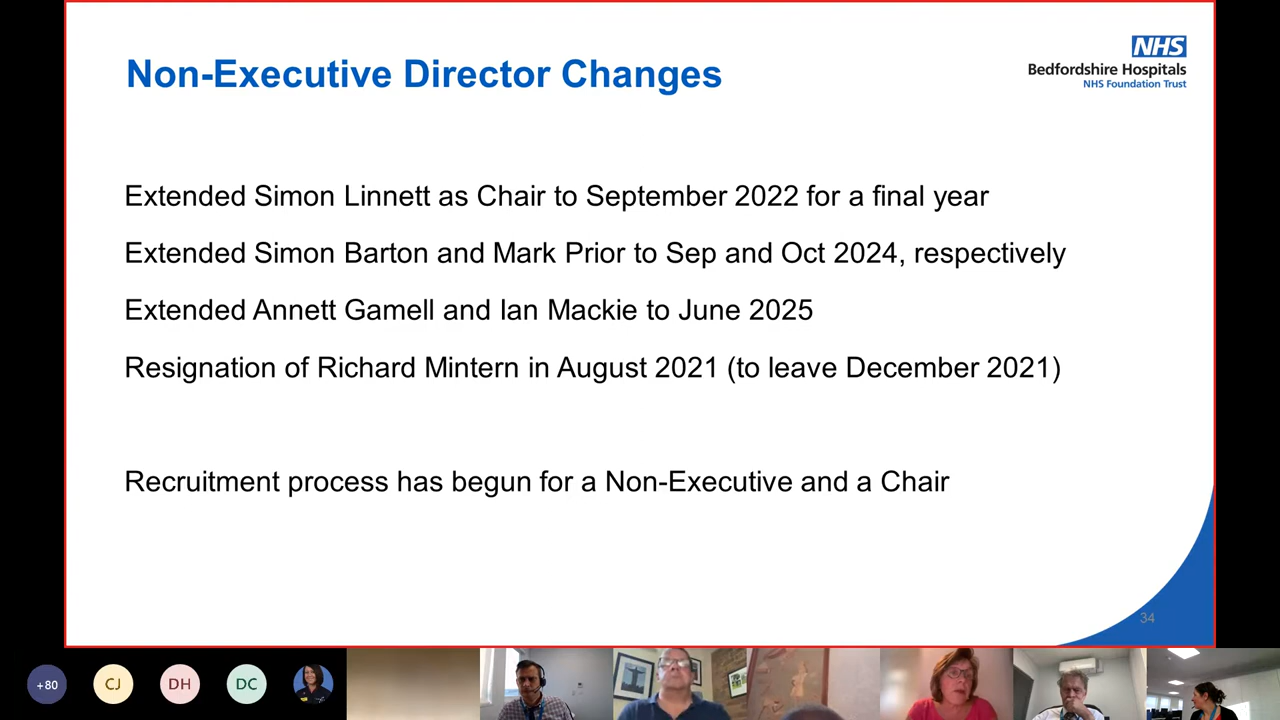 Non-Executive Director Changes
NHS
Bedfordshire Hospitals
NHS Foundation Trust
Extended Simon Linnett as Chair to September 2022 for a final year
Extended Simon Barton and Mark Prior to Sep and Oct 2024, respectively
Extended Annett Gamell and Ian Mackie to June 2025
Resignation of Richard Mintern in August 2021 (to leave December 2021)
Recruitment process has begun for a Non-Executive and a Chair
34
+80
CJ
DH
DC